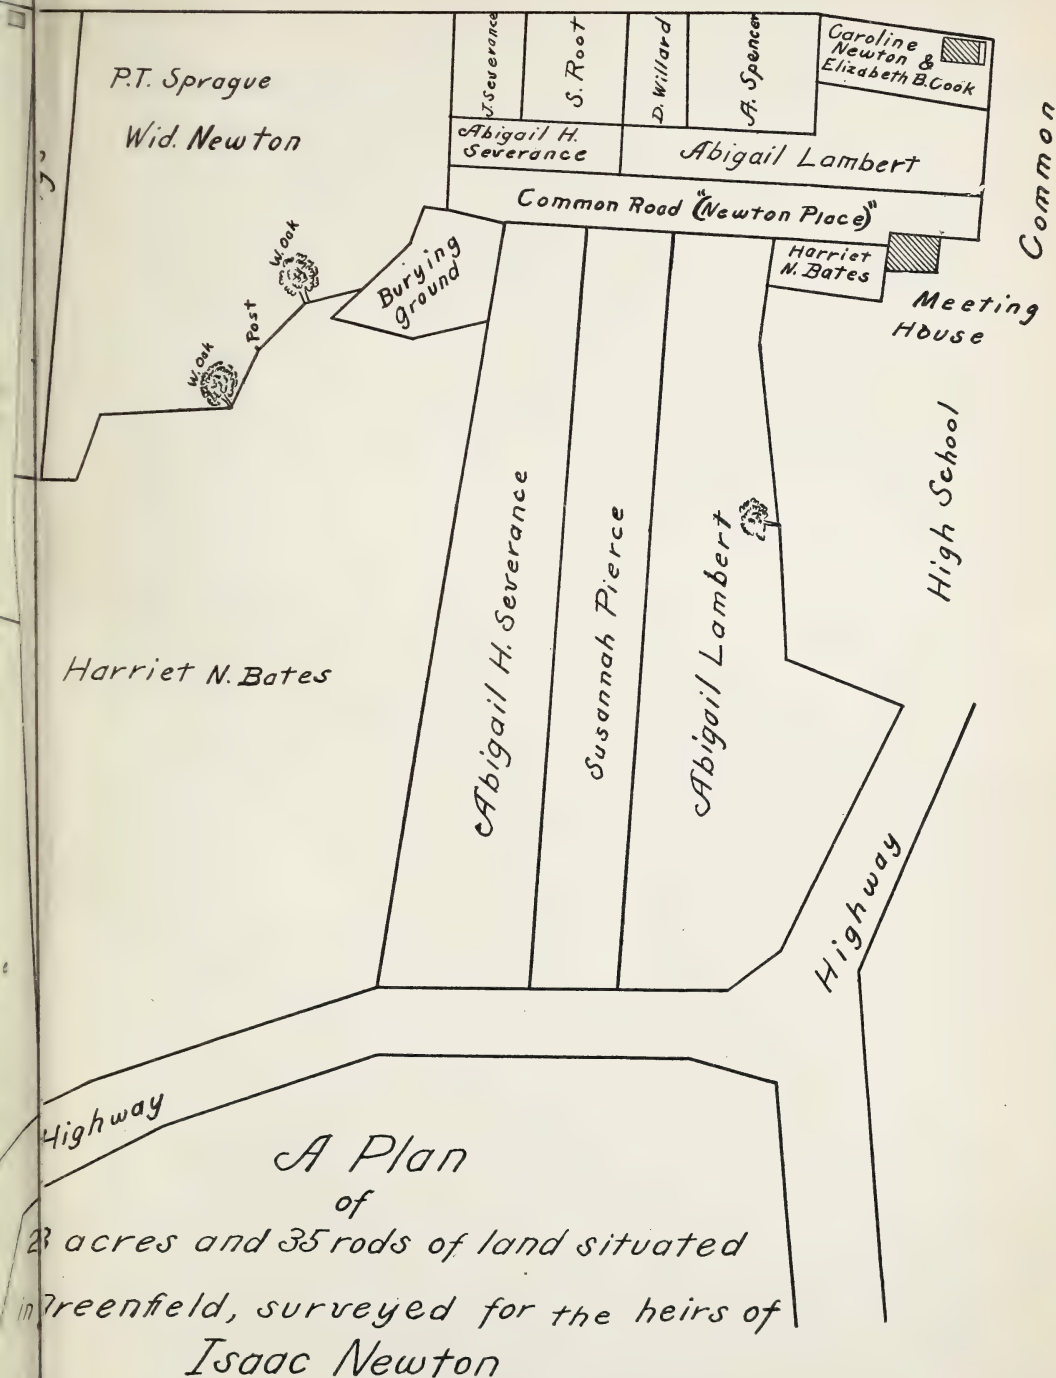 J. Severance
S. Root
D. Willard
A. Spencer
Caroline
Newton &
Elizabeth B. Cook
P.T. Sprague
Wid. Newton
Abigail H.
Severance
Abigail Lambert
Common Road "(Newton Place)"
Common
Burying
ground
Harriet
N. Bates
Meeting
House
W. Oak
Post
W. Oak
High School
Harriet N. Bates
Abigail H. Severance
Susannah Pierce
Abigail Lambert
Highway
Highway
A Plan
of
23 acres and 35 rods of land situated
in Greenfield, surveyed for the heirs of
Isaac Newton